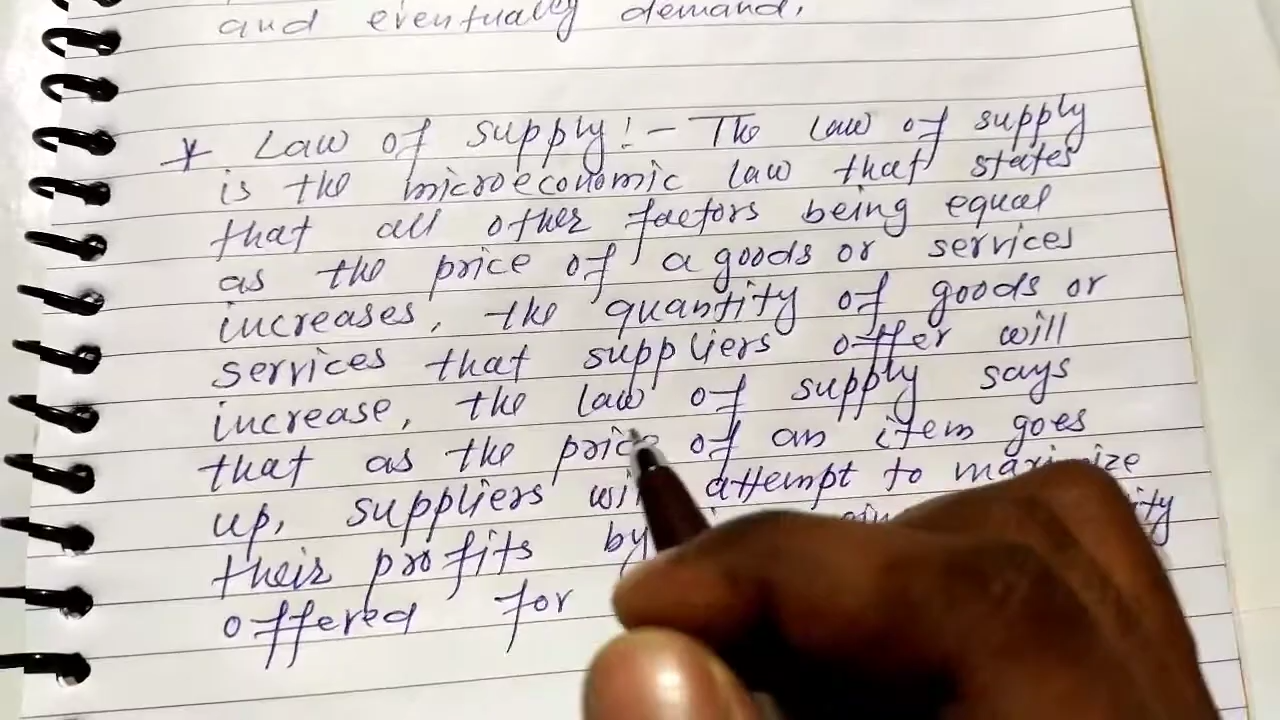 and eventually demand.
* Law of supply! - The law of supply
is the microeconomic law that states
that all other factors being equal
as the price of a goods or services
increases, the quantity of goods or
services that suppliers offer will
increase, the law of supply says
that as the price of an item goes
up, suppliers will attempt to maximize
their profits by
offered for